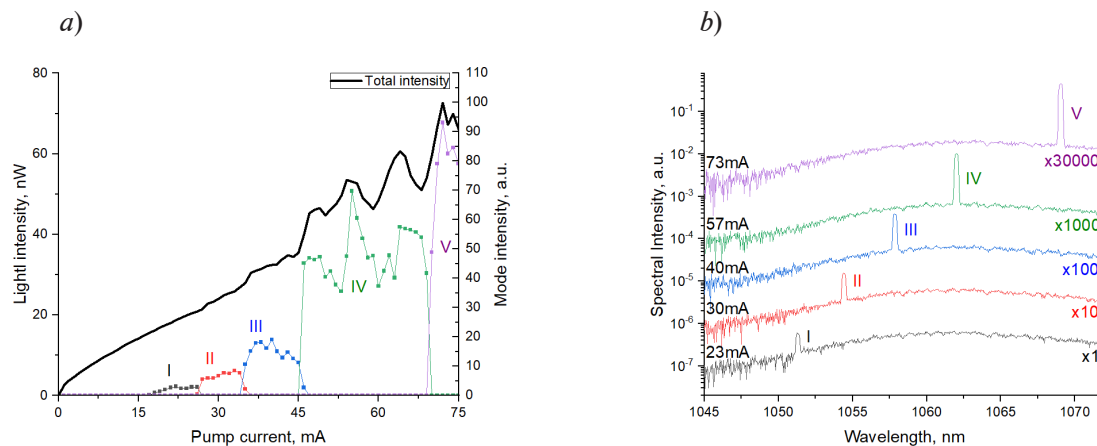 a)
b)
Total intensity
Lightl intensity, nW
80
60
40
20
0
110
100
90
80
70
60
50
40
30
20
10
0
Mode intensity, a.u.
I
II
III
IV
V
0
15
30
45
60
75
Pump current, mA
Spectral Intensity, a.u.
10-1
10-2
10-3
10-4
10-5
10-6
10-7
73mA
V
x30000
57mA
IV
x1000
40mA
III
x100
30mA
II
x10
23mA
I
x1
1045
1050
1055
1060
1065
1070
Wavelength, nm